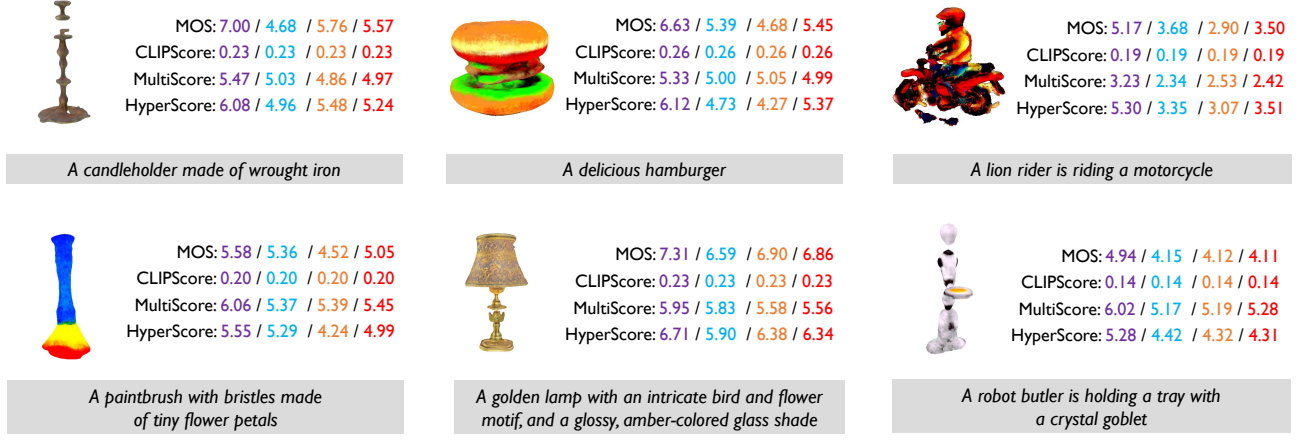 MOS: 7.00 / 4.68 / 5.76 / 5.57
CLIPScore: 0.23 / 0.23 / 0.23 / 0.23
MultiScore: 5.47 / 5.03 / 4.86 / 4.97
HyperScore: 6.08 / 4.96 / 5.48 / 5.24
A candleholder made of wrought iron
MOS: 6.63 / 5.39 / 4.68 / 5.45
CLIPScore: 0.26 / 0.26 / 0.26 / 0.26
MultiScore: 5.33 / 5.00 / 5.05 / 4.99
HyperScore: 6.12 / 4.73 / 4.27 / 5.37
A delicious hamburger
MOS: 5.17 / 3.68 / 2.90 / 3.50
CLIPScore: 0.19 / 0.19 / 0.19 / 0.19
MultiScore: 3.23 / 2.34 / 2.53 / 2.42
HyperScore: 5.30 / 3.35 / 3.07 / 3.51
A lion rider is riding a motorcycle
MOS: 5.58 / 5.36 / 4.52 / 5.05
CLIPScore: 0.20 / 0.20 / 0.20 / 0.20
MultiScore: 6.06 / 5.37 / 5.39 / 5.45
HyperScore: 5.55 / 5.29 / 4.24 / 4.99
A paintbrush with bristles made
of tiny flower petals
MOS: 7.31 / 6.59 / 6.90 / 6.86
CLIPScore: 0.23 / 0.23 / 0.23 / 0.23
MultiScore: 5.95 / 5.83 / 5.58 / 5.56
HyperScore: 6.71 / 5.90 / 6.38 / 6.34
A golden lamp with an intricate bird and flower
motif, and a glossy, amber-colored glass shade
MOS: 4.94 / 4.15 / 4.12 / 4.11
CLIPScore: 0.14 / 0.14 / 0.14 / 0.14
MultiScore: 6.02 / 5.17 / 5.19 / 5.28
HyperScore: 5.28 / 4.42 / 4.32 / 4.31
A robot butler is holding a tray with
a crystal goblet